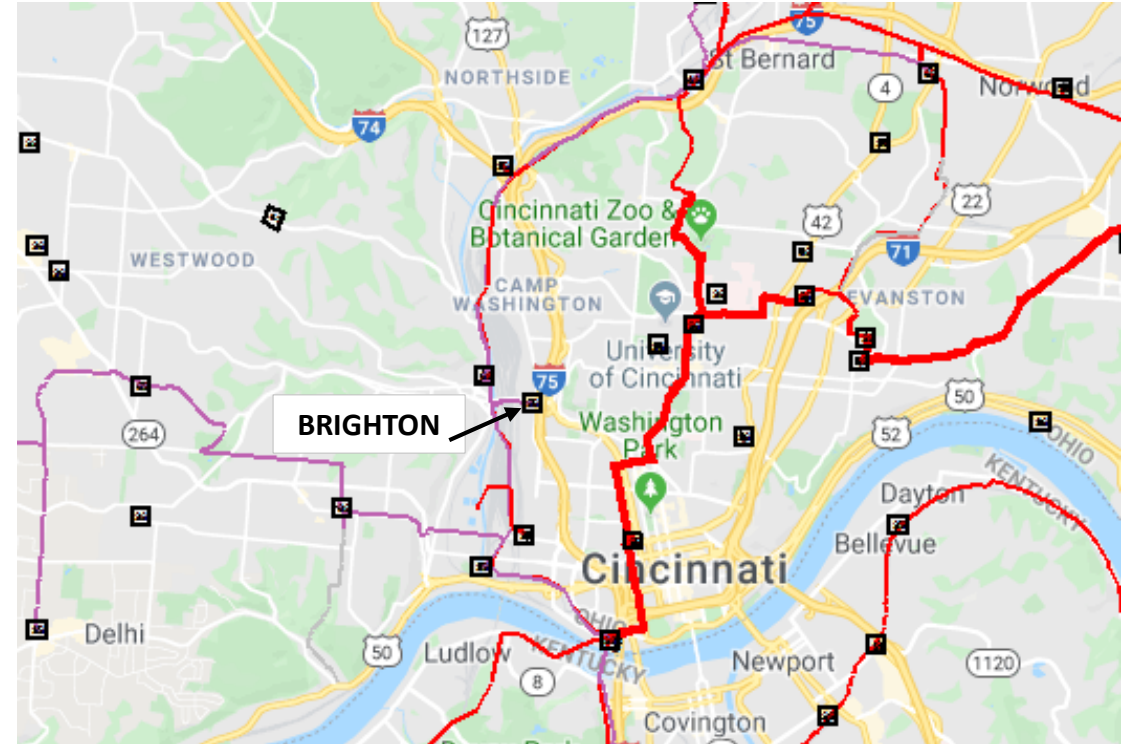 127
75
St Bernard
NORTHSIDE
4
Norwood
74
Cincinnati Zoo &
Botanical Garden
22
42
71
WESTWOOD
CAMP
WASHINGTON
EVANSTON
University
of Cincinnati
75
50
BRIGHTON
Washington
Park
264
52
OHIO
KENTUCKY
Dayton
Bellevue
Cincinnati
Delhi
OHIO
KENTUCKY
50
Ludlow
8
Newport
1120
Covington